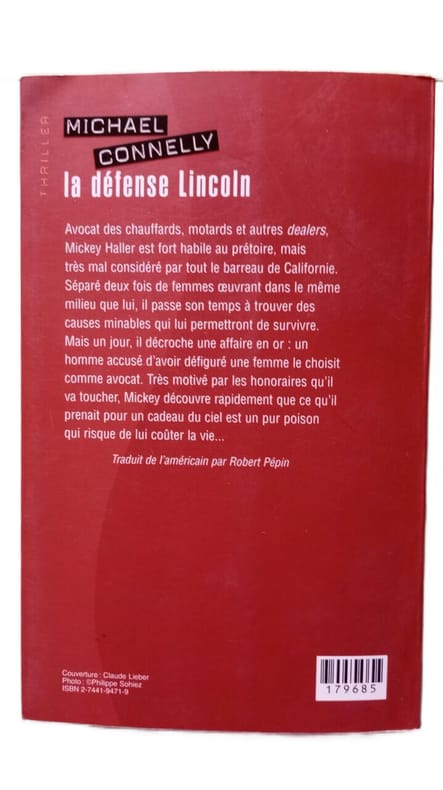 THRILLER
MICHAEL
CONNELLY
la défense Lincoln
Avocat des chauffards, motards et autres dealers,
Mickey Haller est fort habile au prétoire, mais
très mal considéré par tout le barreau de Californie.
Séparé deux fois de femmes œuvrant dans le même
milieu que lui, il passe son temps à trouver des
causes minables qui lui permettront de survivre.
Mais un jour, il décroche une affaire en or : un
homme accusé d'avoir défiguré une femme le choisit
comme avocat. Très motivé par les honoraires qu'il
va toucher, Mickey découvre rapidement que ce qu'il
prenait pour un cadeau du ciel est un pur poison
qui risque de lui coûter la vie...
Traduit de l'américain par Robert Pépin
Couverture : Claude Lieber
Photo : ©Philippe Sohiez
ISBN 2-7441-9471-9
179685